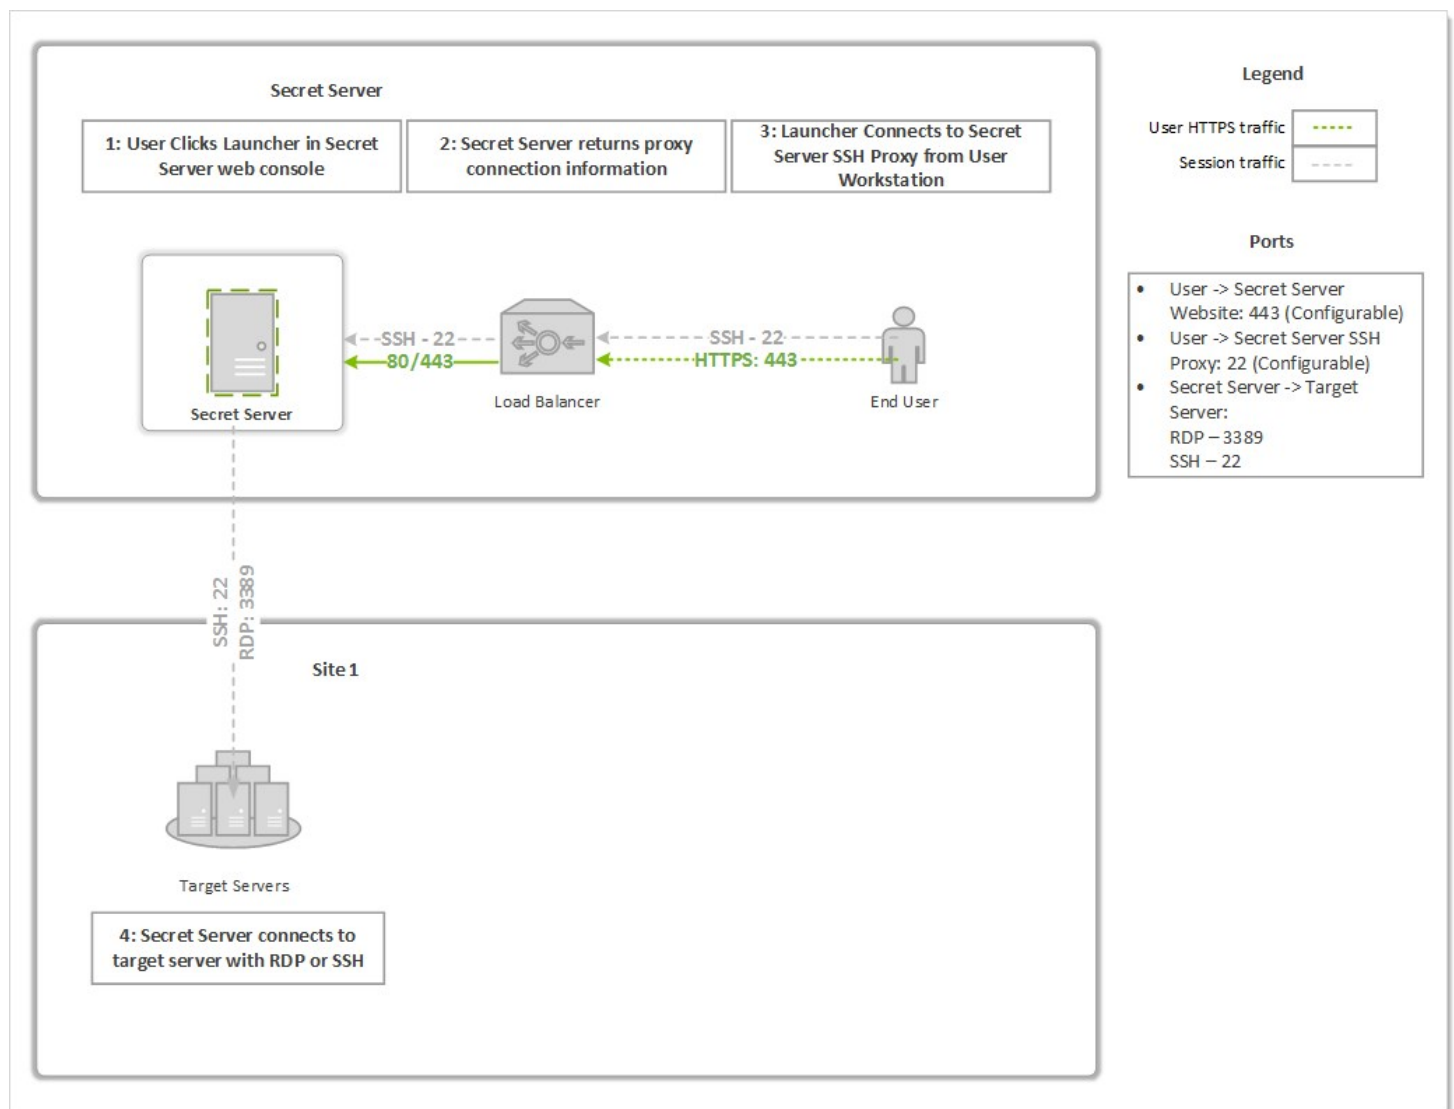 Secret Server
1: User Clicks Launcher in Secret
Server web console
2: Secret Server returns proxy
connection information
3: Launcher Connects to Secret
Server SSH Proxy from User
Workstation
SSH - 22
80/443
SSH - 22
HTTPS: 443
Secret Server
Load Balancer
End User
SSH: 22
RDP: 3389
Site 1
Target Servers
4: Secret Server connects to
target server with RDP or SSH
Legend
User HTTPS traffic
Session traffic
Ports
• User -> Secret Server
Website: 443 (Configurable)
• User -> Secret Server SSH
Proxy: 22 (Configurable)
• Secret Server -> Target
Server:
RDP – 3389
SSH – 22